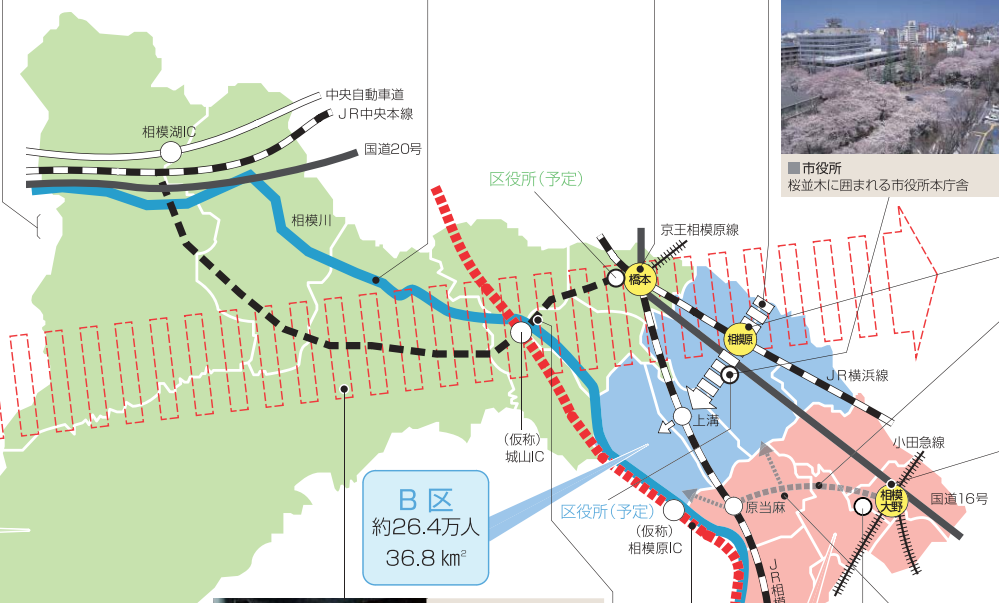 中央自動車道
JR中央本線
相模湖IC
国道20号
相模川
区役所(予定)
京王相模原線
橋本
相模原
■市役所
桜並木に囲まれる市役所本庁舎
JR横浜線
上溝
(仮称)
城山IC
小田急線
B 区
約26.4万人
36.8 km²
区役所(予定)
(仮称)
相模原IC
原当麻
相模
大野
国道16号
JR相模